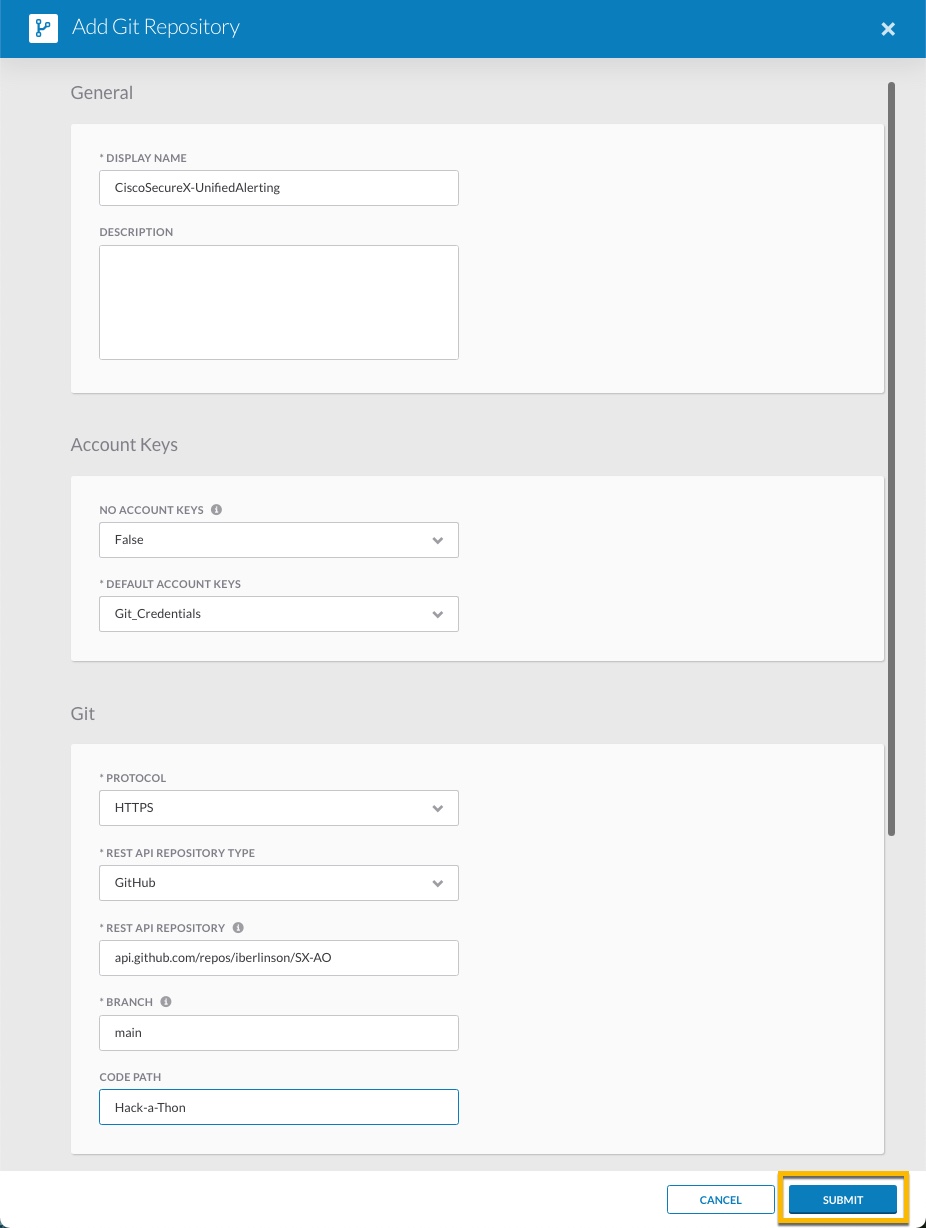 Add Git Repository
General
* DISPLAY NAME
CiscoSecureX-UnifiedAlerting
DESCRIPTION
Account Keys
NO ACCOUNT KEYS
False
* DEFAULT ACCOUNT KEYS
Git_Credentials
Git
* PROTOCOL
HTTPS
* REST API REPOSITORY TYPE
GitHub
* REST API REPOSITORY
api.github.com/repos/iberlinson/SX-AO
* BRANCH
main
CODE PATH
Hack-a-Thon
CANCEL SUBMIT